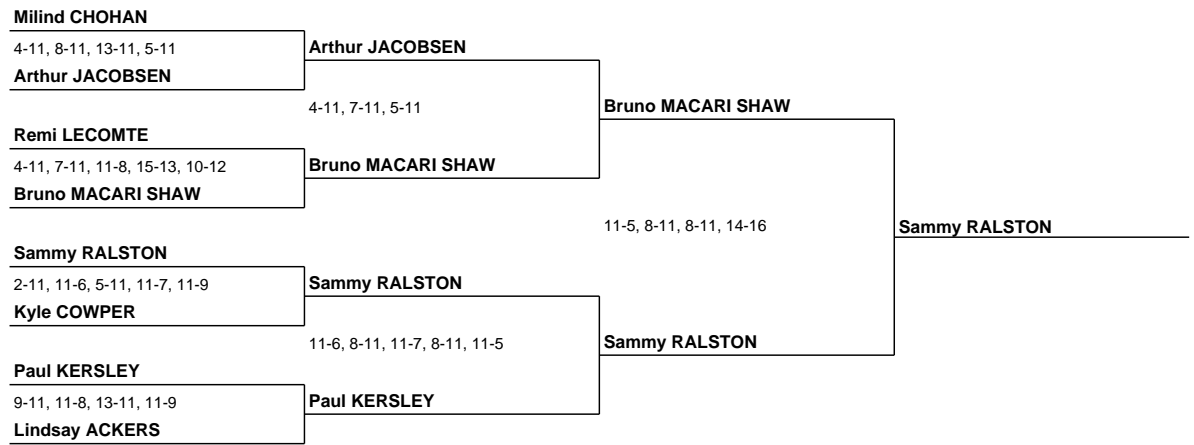 Milind CHOHAN
4-11, 8-11, 13-11, 5-11
Arthur JACOBSEN
Arthur JACOBSEN
4-11, 7-11, 5-11
Bruno MACARI SHAW
Remi LECOMTE
4-11, 7-11, 11-8, 15-13, 10-12
Bruno MACARI SHAW
Bruno MACARI SHAW
11-5, 8-11, 8-11, 14-16
Sammy RALSTON
Sammy RALSTON
2-11, 11-6, 5-11, 11-7, 11-9
Sammy RALSTON
Kyle COWPER
11-6, 8-11, 11-7, 8-11, 11-5
Sammy RALSTON
Paul KERSLEY
9-11, 11-8, 13-11, 11-9
Paul KERSLEY
Lindsay ACKERS